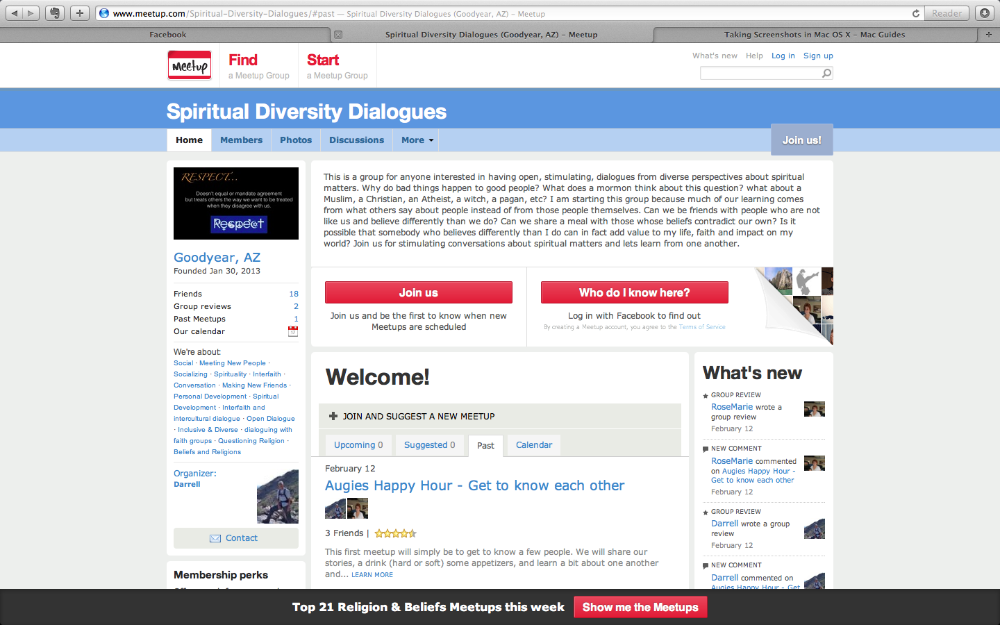 www.meetup.com/Spiritual-Diversity-Dialogues/#past — Spiritual Diversity Dialogues (Goodyear, AZ) – Meetup
Reader
Facebook
Spiritual Diversity Dialogues (Goodyear, AZ) – Meetup
Taking Screenshots in Mac OS X – Mac Guides
Meetup
Find
a Meetup Group
Start
a Meetup Group
What's new Help Log in Sign up
Spiritual Diversity Dialogues
Home Members Photos Discussions More
Join us!
RESPECT...
Doesn't equal or mandate agreement
but treats others the way we want to be treated
when they disagree with us.
Respect
Goodyear, AZ
Founded Jan 30, 2013
Friends 18
Group reviews 2
Past Meetups 1
Our calendar 17
We're about:
Social · Meeting New People ·
Socializing · Spirituality · Interfaith ·
Conversation · Making New Friends ·
Personal Development · Spiritual
Development · Interfaith and
intercultural dialogue · Open Dialogue
· Inclusive & Diverse · dialoguing with
faith groups · Questioning Religion ·
Beliefs and Religions
Organizer:
Darrell
Contact
Membership perks
This is a group for anyone interested in having open, stimulating, dialogues from diverse perspectives about spiritual
matters. Why do bad things happen to good people? What does a mormon think about this question? what about a
Muslim, a Christian, an Atheist, a witch, a pagan, etc? I am starting this group because much of our learning comes
from what others say about people instead of from those people themselves. Can we be friends with people who are not
like us and believe differently than we do? Can we share a meal with those whose beliefs contradict our own? Is it
possible that somebody who believes differently than I do can in fact add value to my life, faith and impact on my
world? Join us for stimulating conversations about spiritual matters and lets learn from one another.
Join us
Join us and be the first to know when new
Meetups are scheduled
Who do I know here?
Log in with Facebook to find out
By creating a Meetup account, you agree to the Terms of Service
Welcome!
JOIN AND SUGGEST A NEW MEETUP
Upcoming 0 Suggested 0 Past Calendar
February 12
Augies Happy Hour - Get to know each other
3 Friends |
This first meetup will simply be to get to know a few people. We will share our
stories, a drink (hard or soft) some appetizers, and learn a bit about one another
and... LEARN MORE
What's new
GROUP REVIEW
RoseMarie wrote a
group review
February 12
NEW COMMENT
RoseMarie commented
on Augies Happy Hour -
Get to know each other
February 12
GROUP REVIEW
Darrell wrote a group
review
February 12
NEW COMMENT
Darrell commented on
Augies Happy Hour - Get
Top 21 Religion & Beliefs Meetups this week
Show me the Meetups